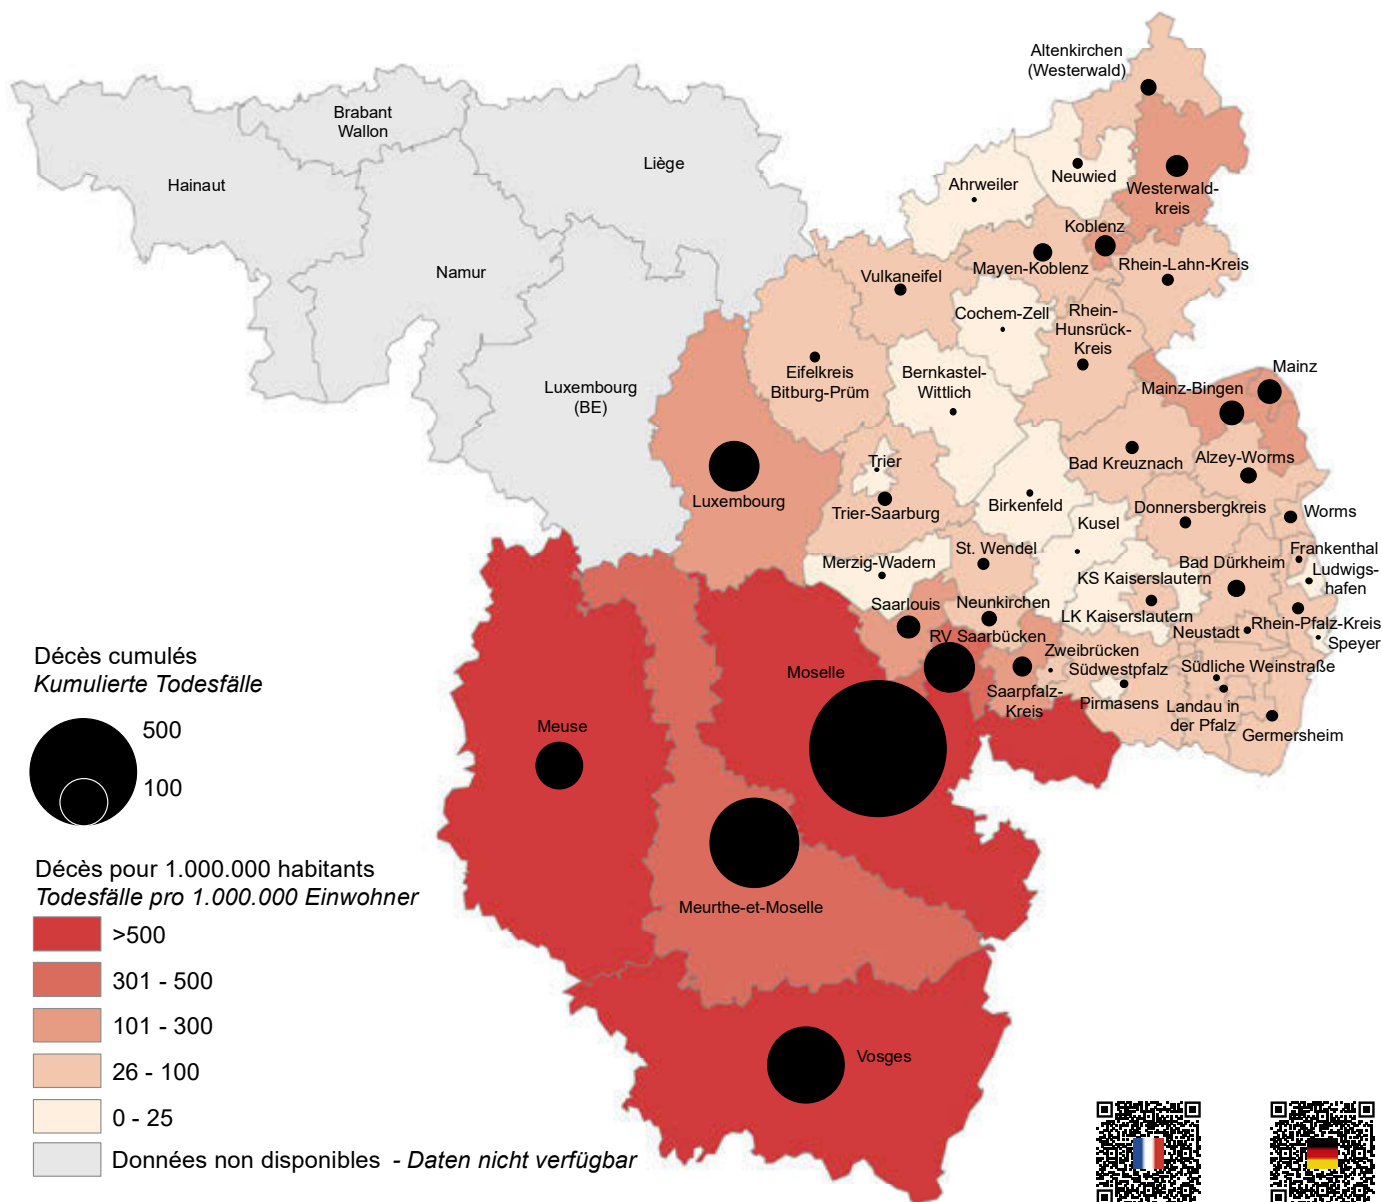 Altenkirchen
(Westerwald)
Brabant
Wallon
Liège
Hainaut
Neuwied
Ahrweiler
Westerwald-
kreis
Koblenz
Namur
Vulkaneifel
Mayen-Koblenz
Rhein-Lahn-Kreis
Cochem-Zell
Rhein-
Hunsrück-
Kreis
Luxembourg
(BE)
Eifelkreis
Bitburg-Prüm
Bernkastel-
Wittlich
Mainz
Mainz-Bingen
Trier
Bad Kreuznach
Alzey-Worms
Luxembourg
Trier-Saarburg
Birkenfeld
Donnersbergkreis
Worms
Kusel
Merzig-Wadern
St. Wendel
Frankenthal
Bad Dürkheim
Ludwigs-
hafen
KS Kaiserslautern
Saarlouis
Neunkirchen
LK Kaiserslautern
Rhein-Pfalz-Kreis
Neustadt
Speyer
RV Saarbücken
Zweibrücken
Südwestpfalz
Südliche Weinstraße
Moselle
Saarpfalz-
Kreis
Pirmasens
Landau in
der Pfalz
Germersheim
Meuse
Meurthe-et-Moselle
Vosges
Décès cumulés
Kumulierte Todesfälle
500
100
Décès pour 1.000.000 habitants
Todesfälle pro 1.000.000 Einwohner
>500
301 - 500
101 - 300
26 - 100
0 - 25
Données non disponibles - Daten nicht verfügbar